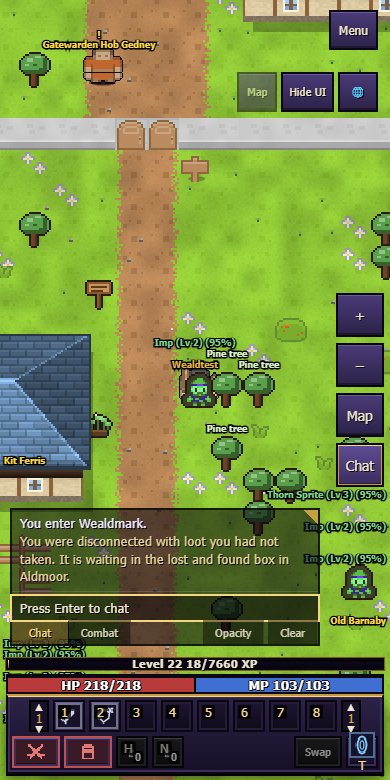 !
Gatewarden Hob Gedney
Menu
Map
Hide UI
+
Imp (Lv 2) (95%)
Pine tree
Wealdtest
Pine tree
−
Map
Pine tree
Kit Ferris
Chat
Thorn Sprite (Lv 3) (95%)
You enter Wealdmark.
You were disconnected with loot you had not
taken. It is waiting in the lost and found box in
Aldmoor.
Imp (Lv 2) (95%)
Imp (Lv 2) (95%)
Press Enter to chat
Chat
Combat
Opacity
Clear
Old Barnaby
Level 22 18/7660 XP
HP 218/218
MP 103/103
1
1
2
3
4
5
6
7
8
1
H
0
N
0
Swap
T